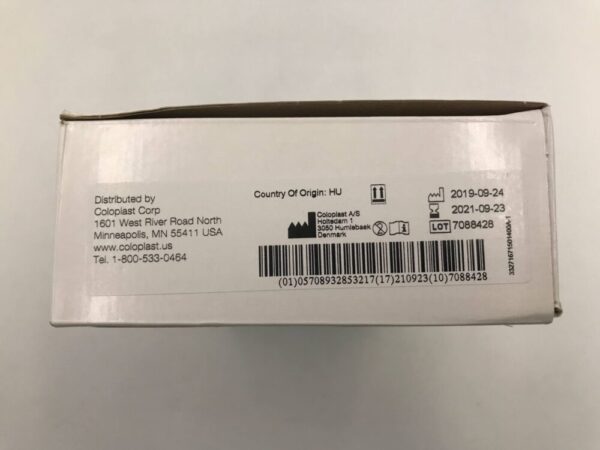 Distributed by
Coloplast Corp
1601 West River Road North
Minneapolis, MN 55411 USA
www.coloplast.us
Tel. 1-800-533-0464
Country Of Origin: HU
Coloplast A/S
Holtedam 1
3050 Humlebaek
Denmark
2019-09-24
2021-09-23
LOT 7088428
(01)05708932853217(17)210923(10)7088428